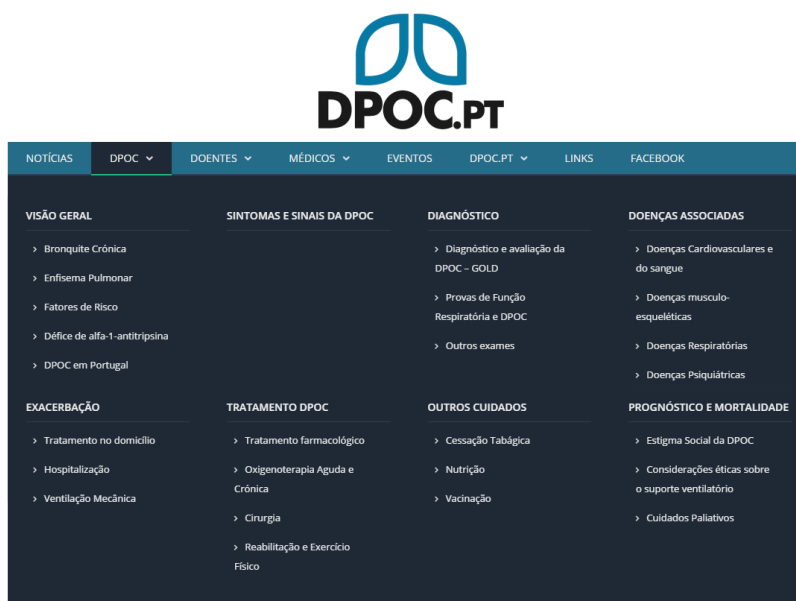 DPOC.PT
NOTÍCIAS DPOC DOENTES MÉDICOS EVENTOS DPOC.PT LINKS FACEBOOK
VISÃO GERAL
› Bronquite Crónica
› Enfisema Pulmonar
› Fatores de Risco
› Défice de alfa-1-antitripsina
› DPOC em Portugal
SINTOMAS E SINAIS DA DPOC
DIAGNÓSTICO
› Diagnóstico e avaliação da
DPOC – GOLD
› Provas de Função
Respiratória e DPOC
› Outros exames
DOENÇAS ASSOCIADAS
› Doenças Cardiovasculares e
do sangue
› Doenças musculo-
esqueléticas
› Doenças Respiratórias
› Doenças Psiquiátricas
EXACERBAÇÃO
› Tratamento no domicílio
› Hospitalização
› Ventilação Mecânica
TRATAMENTO DPOC
› Tratamento farmacológico
› Oxigenoterapia Aguda e
Crónica
› Cirurgia
› Reabilitação e Exercício
Físico
OUTROS CUIDADOS
› Cessação Tabágica
› Nutrição
› Vacinação
PROGNÓSTICO E MORTALIDADE
› Estigma Social da DPOC
› Considerações éticas sobre
o suporte ventilatório
› Cuidados Paliativos